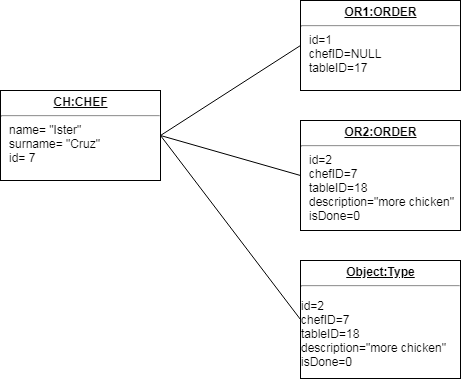 CH:CHEF
name= "Ister"
surname= "Cruz"
id= 7
OR1:ORDER
id=1
chefID=NULL
tableID=17
OR2:ORDER
id=2
chefID=7
tableID=18
description="more chicken"
isDone=0
Object:Type
id=2
chefID=7
tableID=18
description="more chicken"
isDone=0